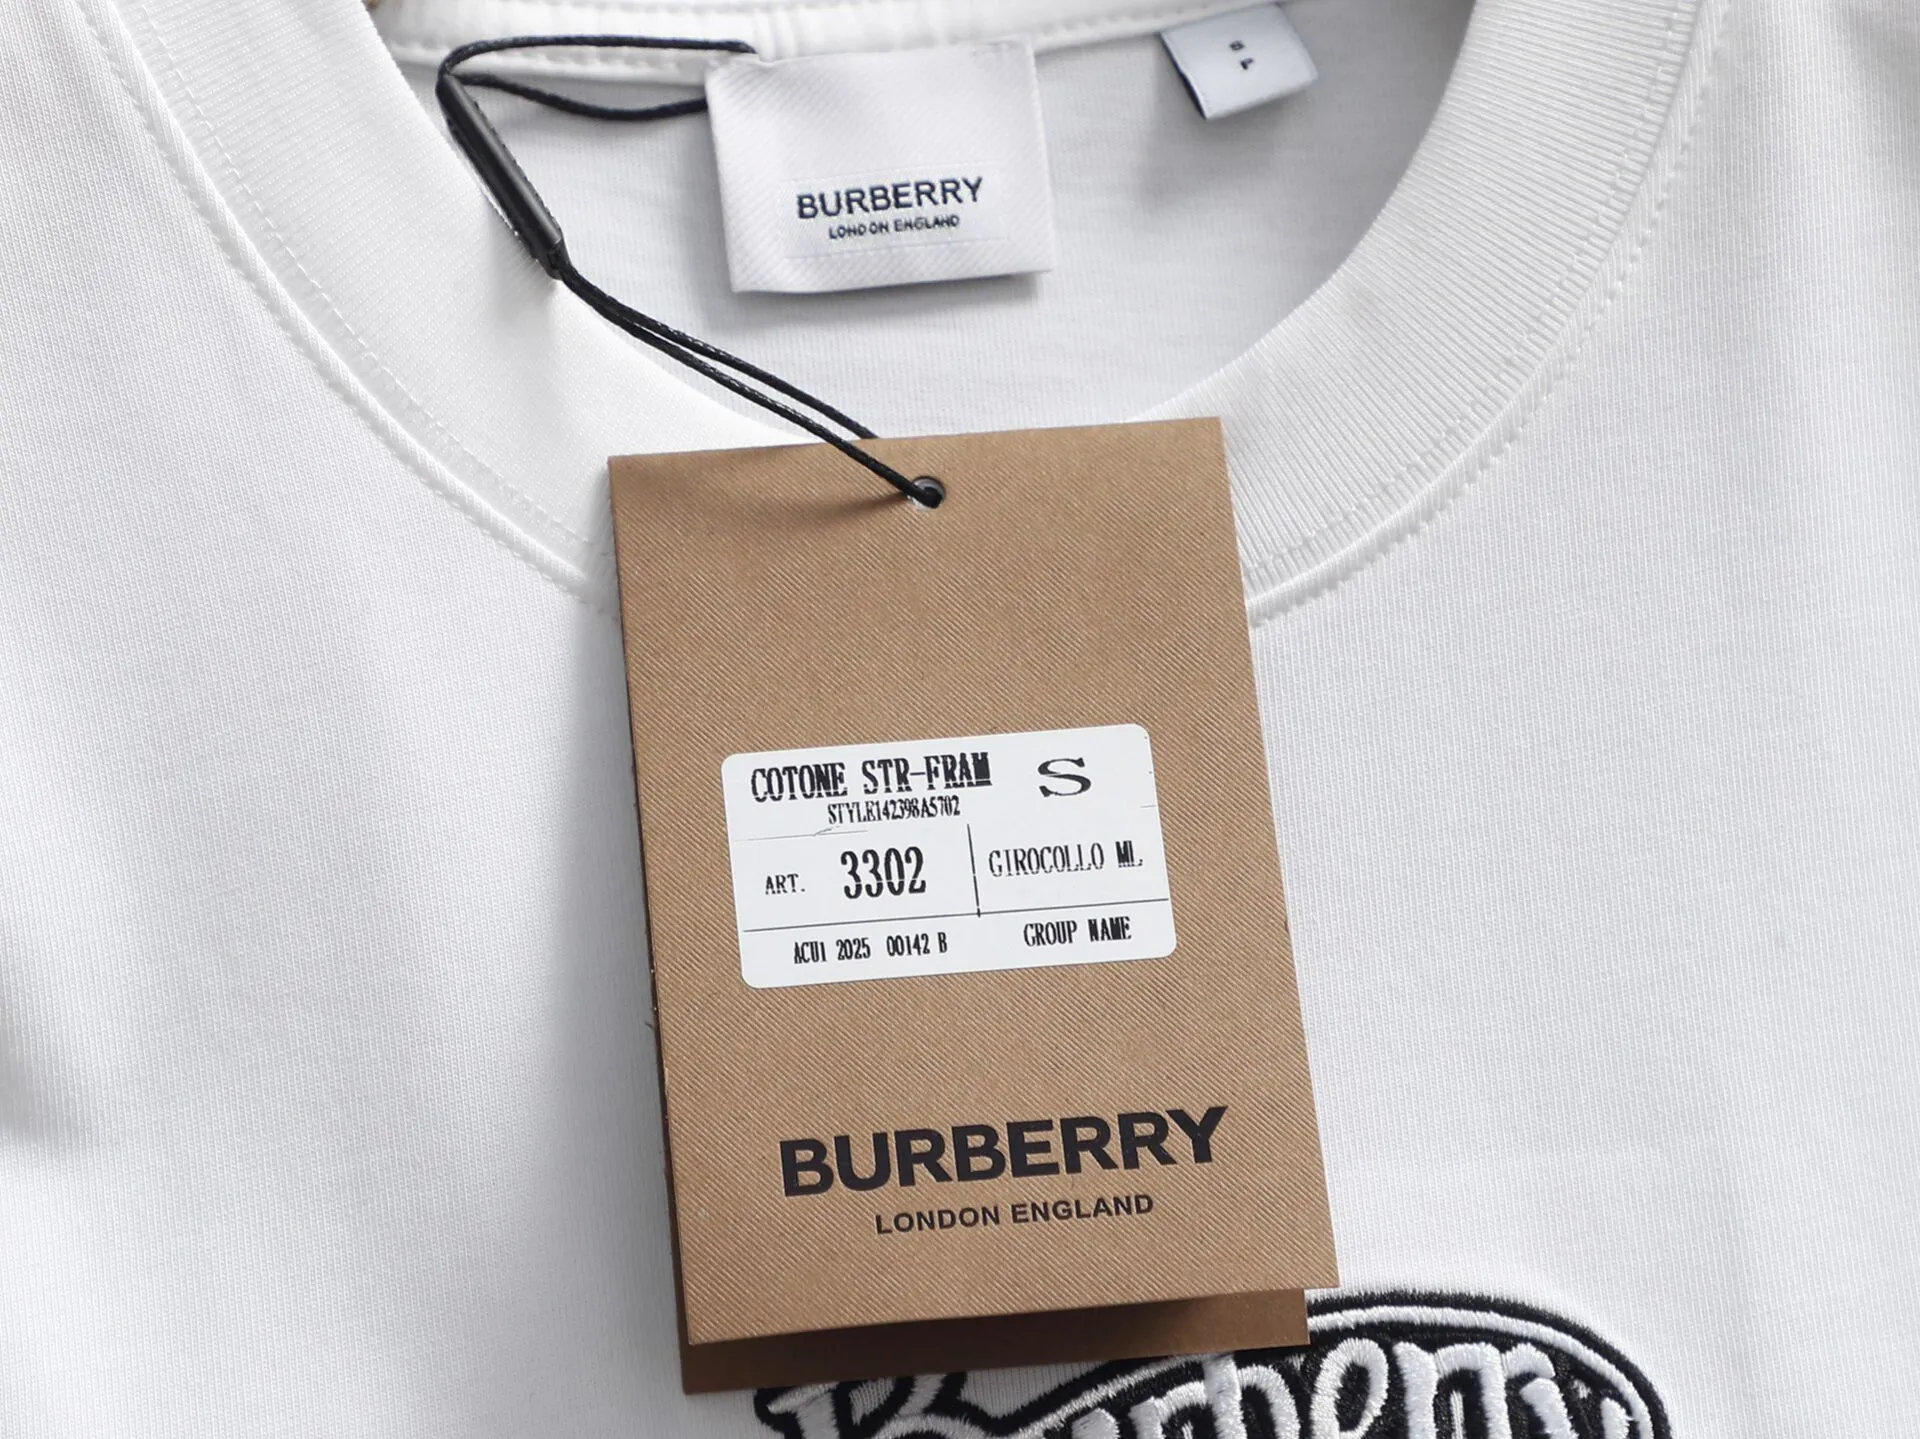 BURBERRY
LONDON ENGLAND
COTONE STR-FRAM S
STYLE142398A5702
ART. 3302 GIROCOLLO ML
ACU1 2025 00142 B GROUP NAME
BURBERRY
LONDON ENGLAND
Burberry